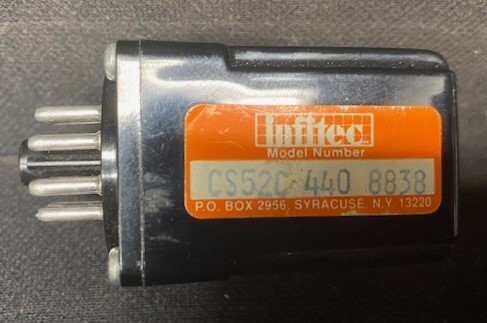 Infitec
Model Number
CS52C 440 8838
P.O. BOX 2956, SYRACUSE, N.Y. 13220